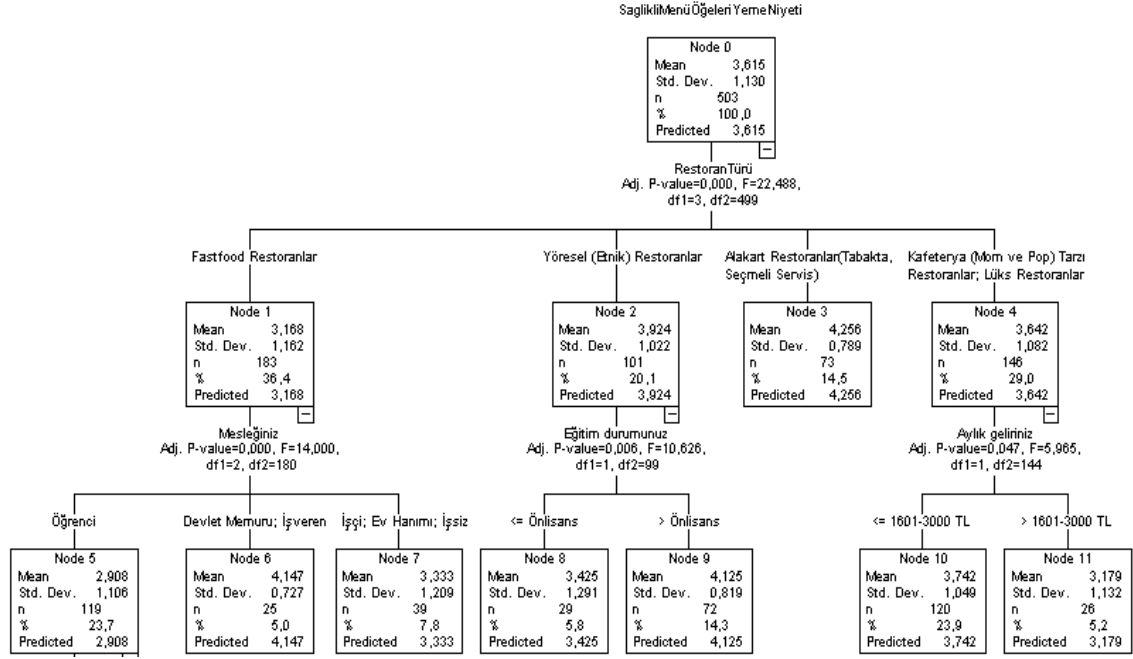 SaglikliMenüÖğeleriYemeNiyeti
Node 0
Mean 3,615
Std. Dev. 1,130
n 503
% 100,0
Predicted 3,615
RestoranTürü
Adj. P-value=0,000, F=22,488,
df1=3, df2=499
Fastfood Restoranlar
Yöresel (Etnik) Restoranlar
Alakart Restoranlar(Tabakta,
Seçmeli Servis)
Kafeterya (Mom ve Pop) Tarzı
Restoranlar; Lüks Restoranlar
Node 1
Mean 3,168
Std. Dev. 1,162
n 183
% 36,4
Predicted 3,168
Node 2
Mean 3,924
Std. Dev. 1,022
n 101
% 20,1
Predicted 3,924
Node 3
Mean 4,256
Std. Dev. 0,789
n 73
% 14,5
Predicted 4,256
Node 4
Mean 3,642
Std. Dev. 1,082
n 146
% 29,0
Predicted 3,642
Mesleğiniz
Adj. P-value=0,000, F=14,000,
df1=2, df2=180
Eğitim durumunuz
Adj. P-value=0,006, F=10,626,
df1=1, df2=99
Aylık geliriniz
Adj. P-value=0,047, F=5,965,
df1=1, df2=144
Öğrenci
Devlet Memuru; İşveren
İşçi; Ev Hanımı; İşsiz
<= Önlisans
> Önlisans
<= 1601-3000 TL
> 1601-3000 TL
Node 5
Mean 2,908
Std. Dev. 1,106
n 119
% 23,7
Predicted 2,908
Node 6
Mean 4,147
Std. Dev. 0,727
n 25
% 5,0
Predicted 4,147
Node 7
Mean 3,333
Std. Dev. 1,209
n 39
% 7,8
Predicted 3,333
Node 8
Mean 3,425
Std. Dev. 1,291
n 29
% 5,8
Predicted 3,425
Node 9
Mean 4,125
Std. Dev. 0,819
n 72
% 14,3
Predicted 4,125
Node 10
Mean 3,742
Std. Dev. 1,049
n 120
% 23,9
Predicted 3,742
Node 11
Mean 3,179
Std. Dev. 1,132
n 26
% 5,2
Predicted 3,179